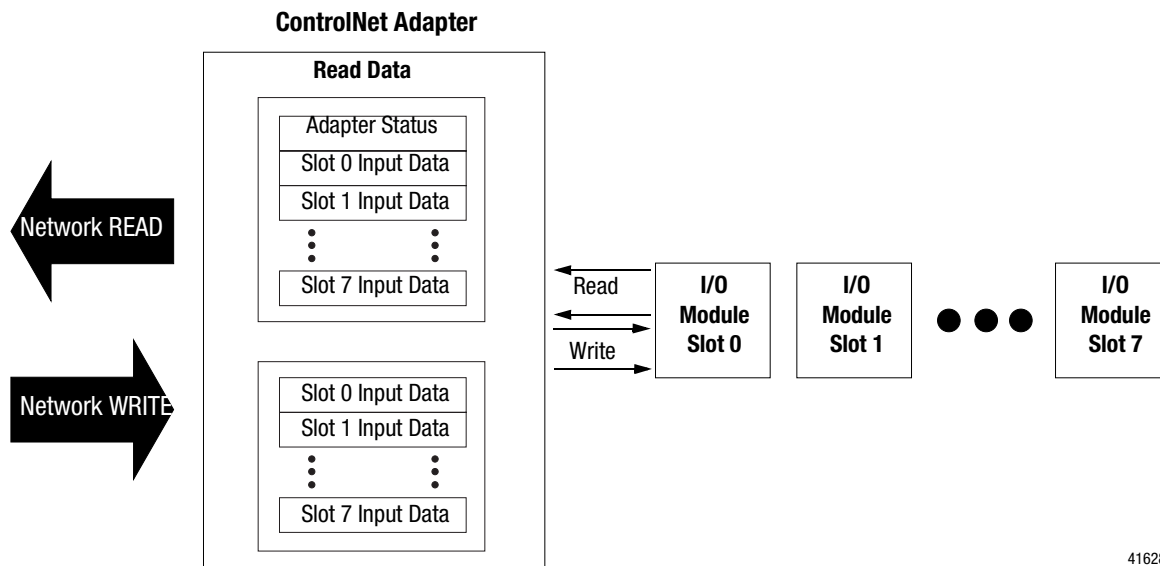 ControlNet Adapter
Read Data
Adapter Status
Slot 0 Input Data
Slot 1 Input Data
Slot 7 Input Data
Network READ
Network WRITE
Slot 0 Input Data
Slot 1 Input Data
Slot 7 Input Data
Read
Write
I/O
Module
Slot 0
I/O
Module
Slot 1
I/O
Module
Slot 7
41628